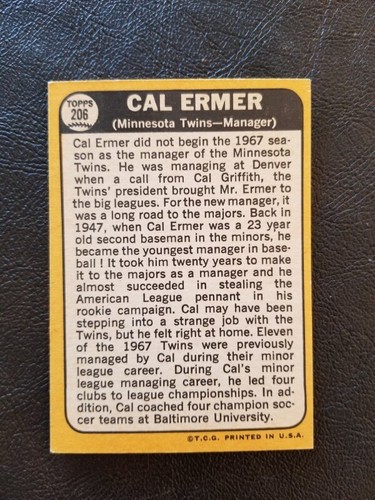 TOPPS
206
CAL ERMER
(Minnesota Twins—Manager)
Cal Ermer did not begin the 1967 sea-
son as the manager of the Minnesota
Twins. He was managing at Denver
when a call from Cal Griffith, the
Twins' president brought Mr. Ermer to
the big leagues. For the new manager, it
was a long road to the majors. Back in
1947, when Cal Ermer was a 23 year
old second baseman in the minors, he
became the youngest manager in base-
ball ! It took him twenty years to make
it to the majors as a manager and he
almost succeeded in stealing the
American League pennant in his
rookie campaign. Cal may have been
stepping into a strange job with the
Twins, but he felt right at home. Eleven
of the 1967 Twins were previously
managed by Cal during their minor
league career. During Cal's minor
league managing career, he led four
clubs to league championships. In ad-
dition, Cal coached four champion soc-
cer teams at Baltimore University.
©T.C.G. PRINTED IN U.S.A.